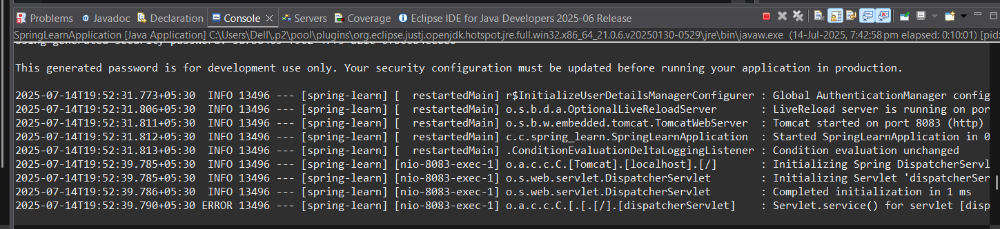 Problems Javadoc Declaration Console Servers Coverage Eclipse IDE for Java Developers 2025-06 Release
SpringLearnApplication [Java Application] C:\Users\Dell\.p2\pool\plugins\org.eclipse.justj.openjdk.hotspot.jre.full.win32.x86_64_21.0.6.v20250130-0529\jre\bin\javaw.exe (14-Jul-2025, 7:42:58 pm elapsed: 0:10:01) [pid:
Using generated security password:
This generated password is for development use only. Your security configuration must be updated before running your application in production.
2025-07-14T19:52:31.773+05:30  INFO 13496 --- [spring-learn] [  restartedMain] r$InitializeUserDetailsManagerConfigurer : Global AuthenticationManager config
2025-07-14T19:52:31.806+05:30  INFO 13496 --- [spring-learn] [  restartedMain] o.s.b.d.a.OptionalLiveReloadServer       : LiveReload server is running on por
2025-07-14T19:52:31.811+05:30  INFO 13496 --- [spring-learn] [  restartedMain] o.s.b.w.embedded.tomcat.TomcatWebServer  : Tomcat started on port 8083 (http)
2025-07-14T19:52:31.812+05:30  INFO 13496 --- [spring-learn] [  restartedMain] c.c.spring_learn.SpringLearnApplication  : Started SpringLearnApplication in 0
2025-07-14T19:52:31.813+05:30  INFO 13496 --- [spring-learn] [  restartedMain] .ConditionEvaluationDeltaLoggingListener : Condition evaluation unchanged
2025-07-14T19:52:39.785+05:30  INFO 13496 --- [spring-learn] [nio-8083-exec-1] o.a.c.c.C.[Tomcat].[localhost].[/]       : Initializing Spring DispatcherServl
2025-07-14T19:52:39.785+05:30  INFO 13496 --- [spring-learn] [nio-8083-exec-1] o.s.web.servlet.DispatcherServlet        : Initializing Servlet 'dispatcherSer
2025-07-14T19:52:39.786+05:30  INFO 13496 --- [spring-learn] [nio-8083-exec-1] o.s.web.servlet.DispatcherServlet        : Completed initialization in 1 ms
2025-07-14T19:52:39.790+05:30 ERROR 13496 --- [spring-learn] [nio-8083-exec-1] o.a.c.c.C.[.[.[/].[dispatcherServlet]    : Servlet.service() for servlet [disp